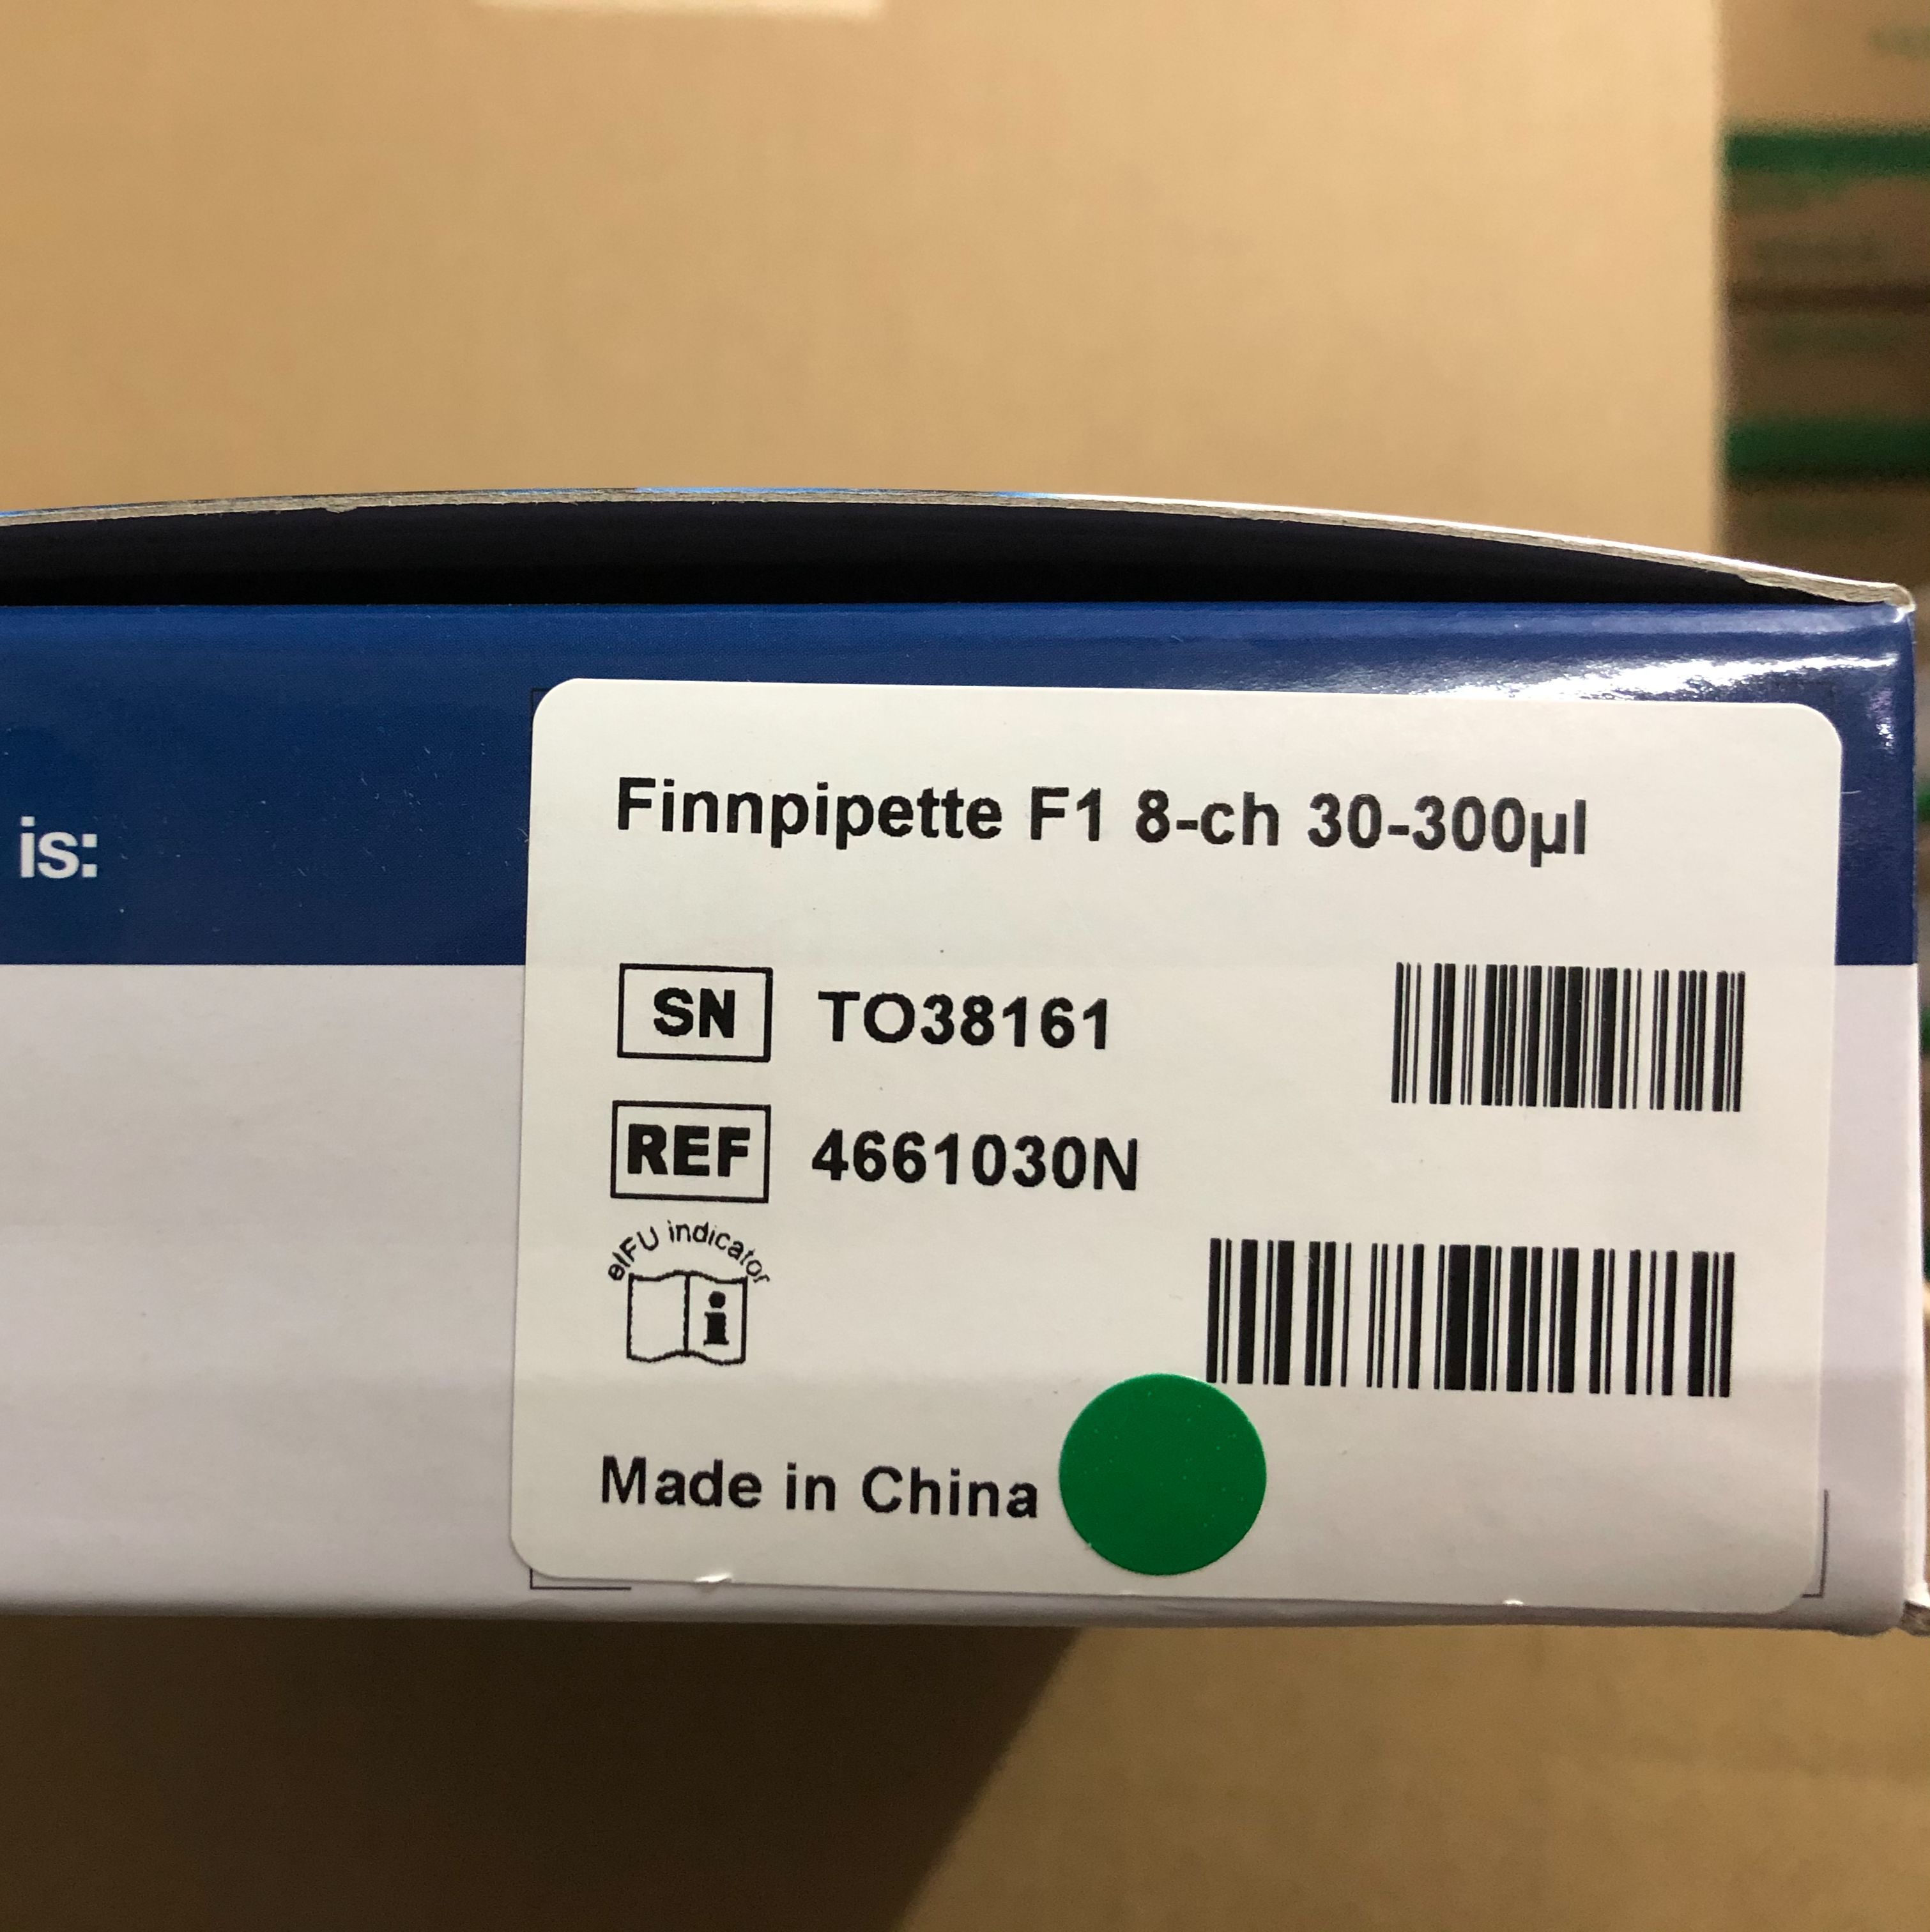 is:
Finnpipette F1 8-ch 30-300µl
SN TO38161
REF 4661030N
eIFU indicator
i
Made in China